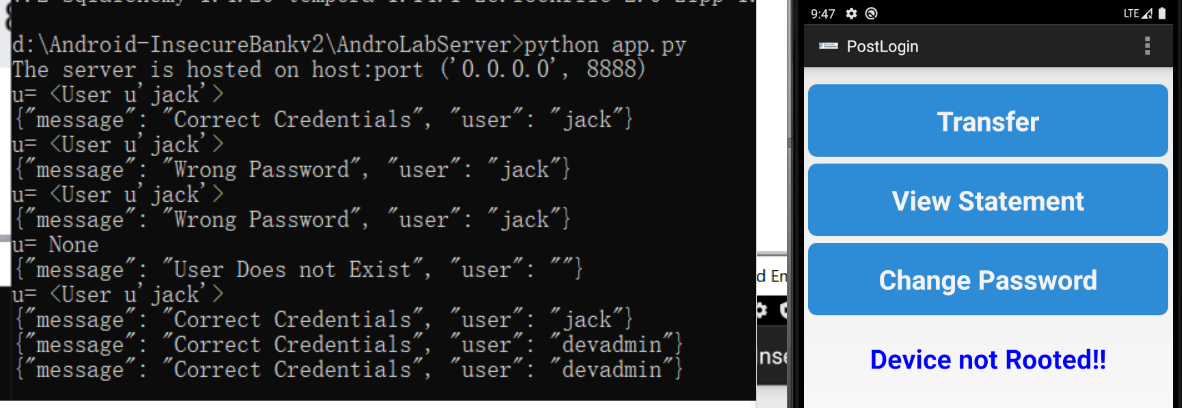 d:\Android-InsecureBankv2\AndroLabServer>python app.py
The server is hosted on host:port ('0.0.0.0', 8888)
u= <User u'jack'>
{"message": "Correct Credentials", "user": "jack"}
u= <User u'jack'>
{"message": "Wrong Password", "user": "jack"}
u= <User u'jack'>
{"message": "Wrong Password", "user": "jack"}
u= None
{"message": "User Does not Exist", "user": ""}
u= <User u'jack'>
{"message": "Correct Credentials", "user": "jack"}
{"message": "Correct Credentials", "user": "devadmin"}
{"message": "Correct Credentials", "user": "devadmin"}
9:47
LTE
PostLogin
Transfer
View Statement
Change Password
Device not Rooted!!